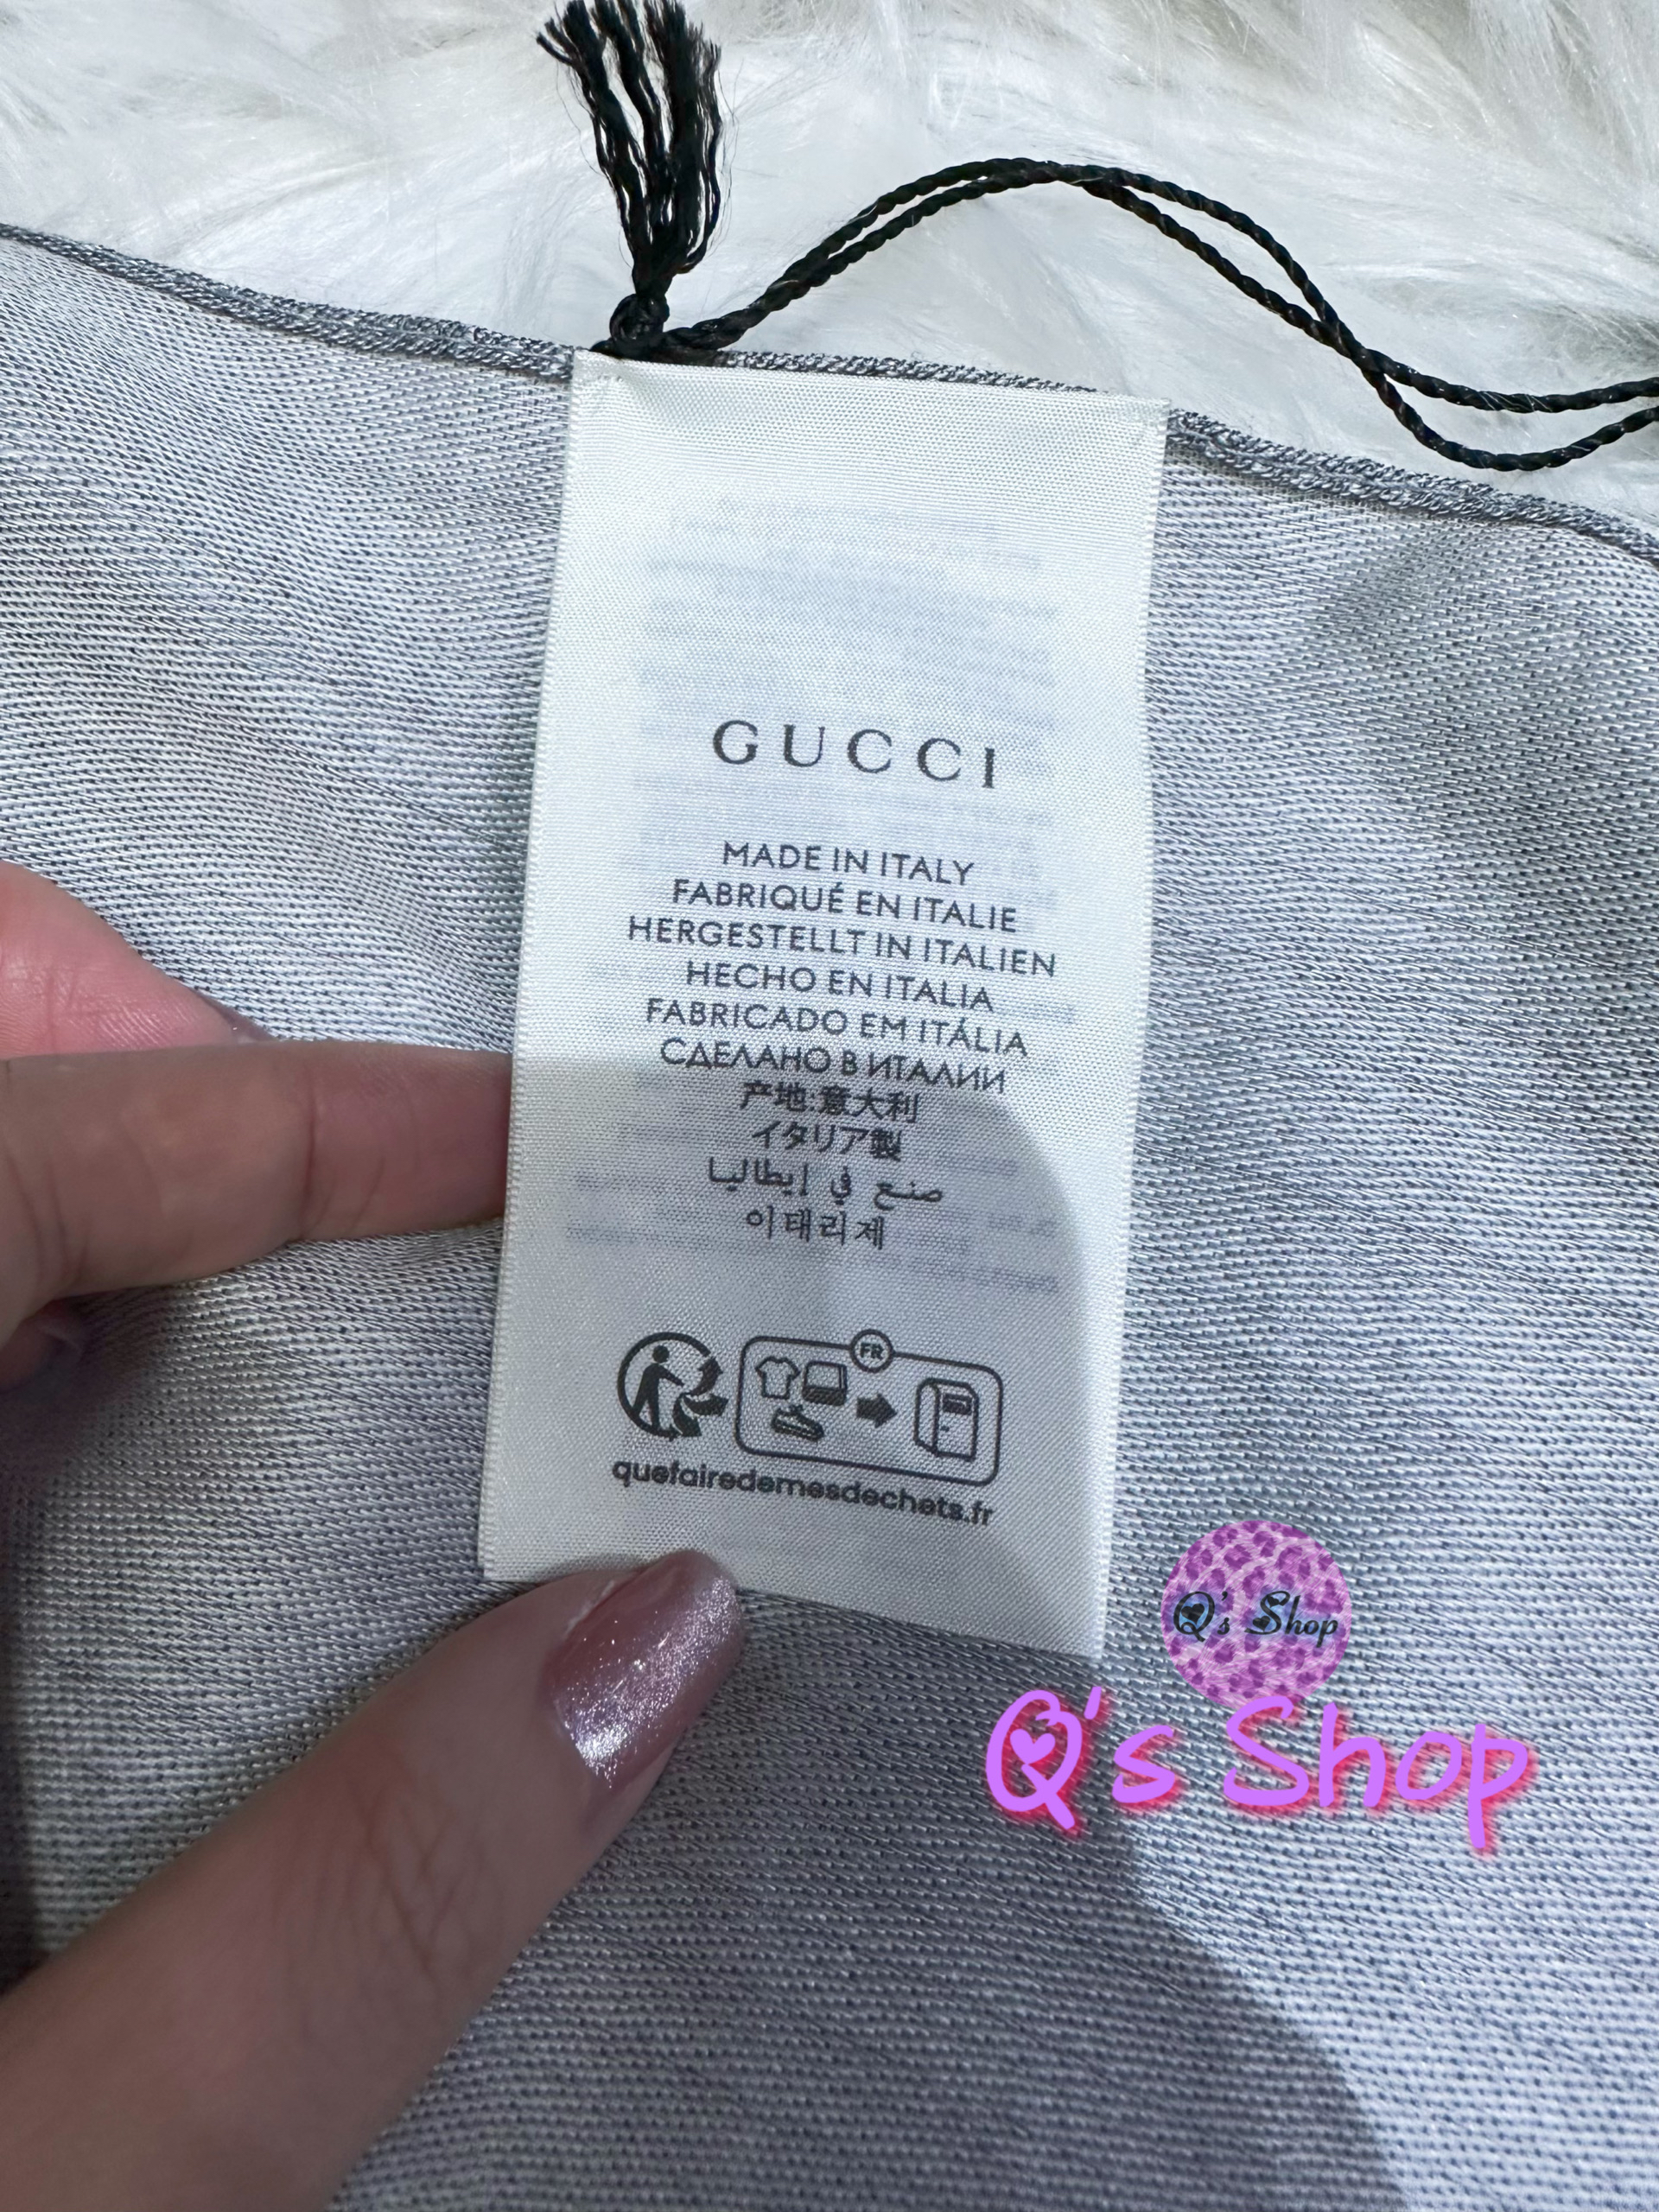 GUCCI
MADE IN ITALY
FABRIQUÉ EN ITALIE
HERGESTELLT IN ITALIEN
HECHO EN ITALIA
FABRICADO EM ITÁLIA
СДЕЛАНО В ИТАЛИИ
产地:意大利
イタリア製
صنع في إيطاليا
이태리제
FR
quefairedemesdechets.fr
Q's Shop
Q's Shop